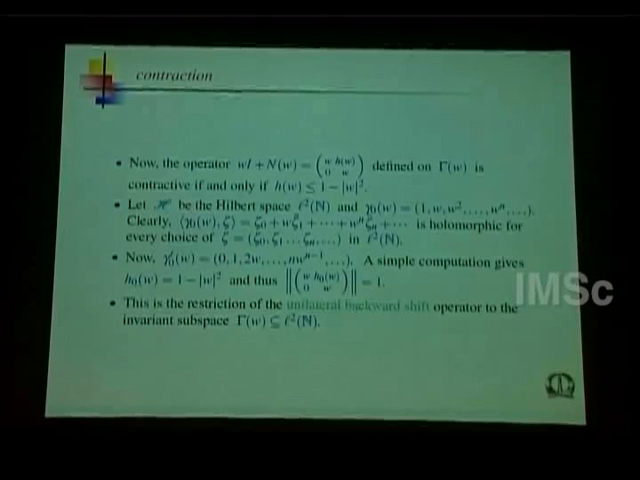 contraction
• Now, the operator wI + N(w) = (w h(w) 0 w) defined on Γ(w) is
contractive if and only if h(w) ≤ 1 − |w|².
• Let ℋ be the Hilbert space ℓ²(ℕ) and γ₀(w) = (1, w, w², …, wⁿ, …).
Clearly, ⟨γ₀(w), ζ⟩ = ζ₀ + wζ₁ + ⋯ + wⁿζₙ + ⋯ is holomorphic for
every choice of ζ = (ζ₀, ζ₁ … ζₙ, …) in ℓ²(ℕ).
• Now, γ₀′(w) = (0, 1, 2w, …, nwⁿ⁻¹, …). A simple computation gives
h₀(w) = 1 − |w|² and thus ‖(w h₀(w) 0 w)‖ = 1.
• This is the restriction of the unilateral backward shift operator to the
invariant subspace Γ(w) ⊆ ℓ²(ℕ).
IMSc